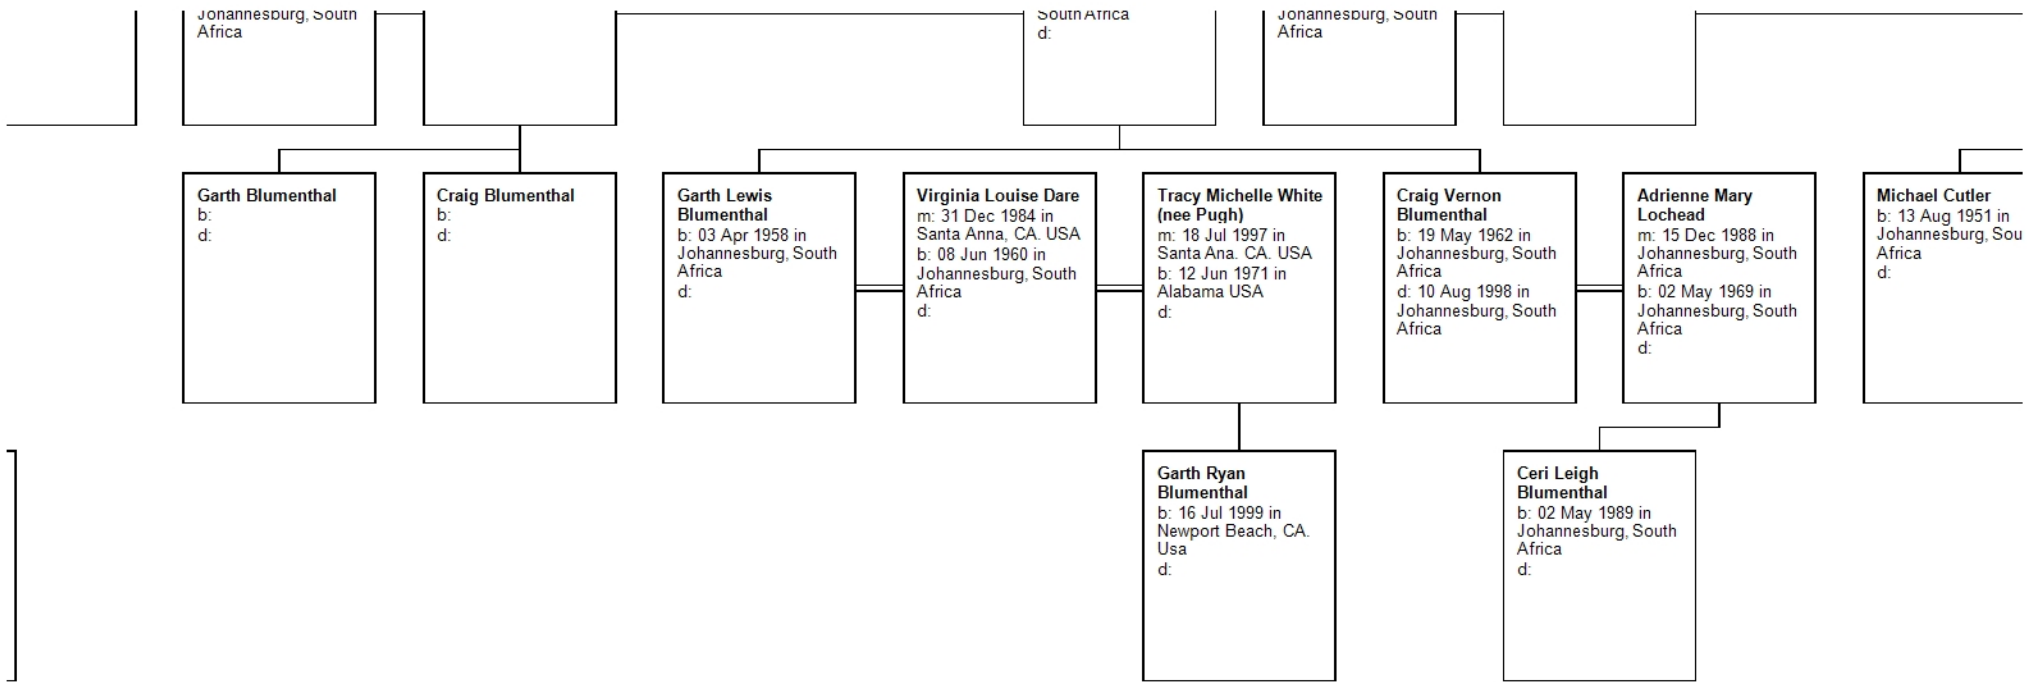 Johannesburg, South
Africa
South Africa
d:
Johannesburg, South
Africa
Garth Blumenthal
b:
d:
Craig Blumenthal
b:
d:
Garth Lewis
Blumenthal
b: 03 Apr 1958 in
Johannesburg, South
Africa
d:
Virginia Louise Dare
m: 31 Dec 1984 in
Santa Anna, CA. USA
b: 08 Jun 1960 in
Johannesburg, South
Africa
d:
Tracy Michelle White
(nee Pugh)
m: 18 Jul 1997 in
Santa Ana. CA. USA
b: 12 Jun 1971 in
Alabama USA
d:
Craig Vernon
Blumenthal
b: 19 May 1962 in
Johannesburg, South
Africa
d: 10 Aug 1998 in
Johannesburg, South
Africa
Adrienne Mary
Lochead
m: 15 Dec 1988 in
Johannesburg, South
Africa
b: 02 May 1969 in
Johannesburg, South
Africa
d:
Michael Cutler
b: 13 Aug 1951 in
Johannesburg, Sou
Africa
d:
Garth Ryan
Blumenthal
b: 16 Jul 1999 in
Newport Beach, CA.
Usa
d:
Ceri Leigh
Blumenthal
b: 02 May 1989 in
Johannesburg, South
Africa
d: